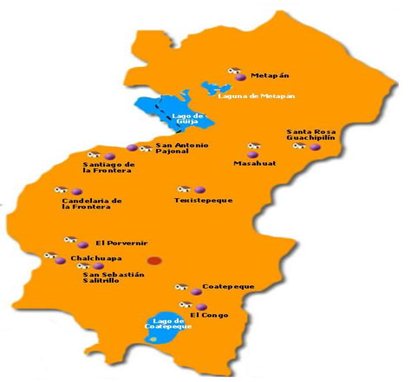 Metapán
Laguna de Metapán
Lago de
Güija
Santa Rosa
Guachipilín
San Antonio
Pajonal
Masahuat
Santiago de
la Frontera
Candelaria de
la Frontera
Texistepeque
El Porvernir
Chalchuapa
San Sebastián
Salitrillo
Coatepeque
El Congo
Lago de
Coatepeque